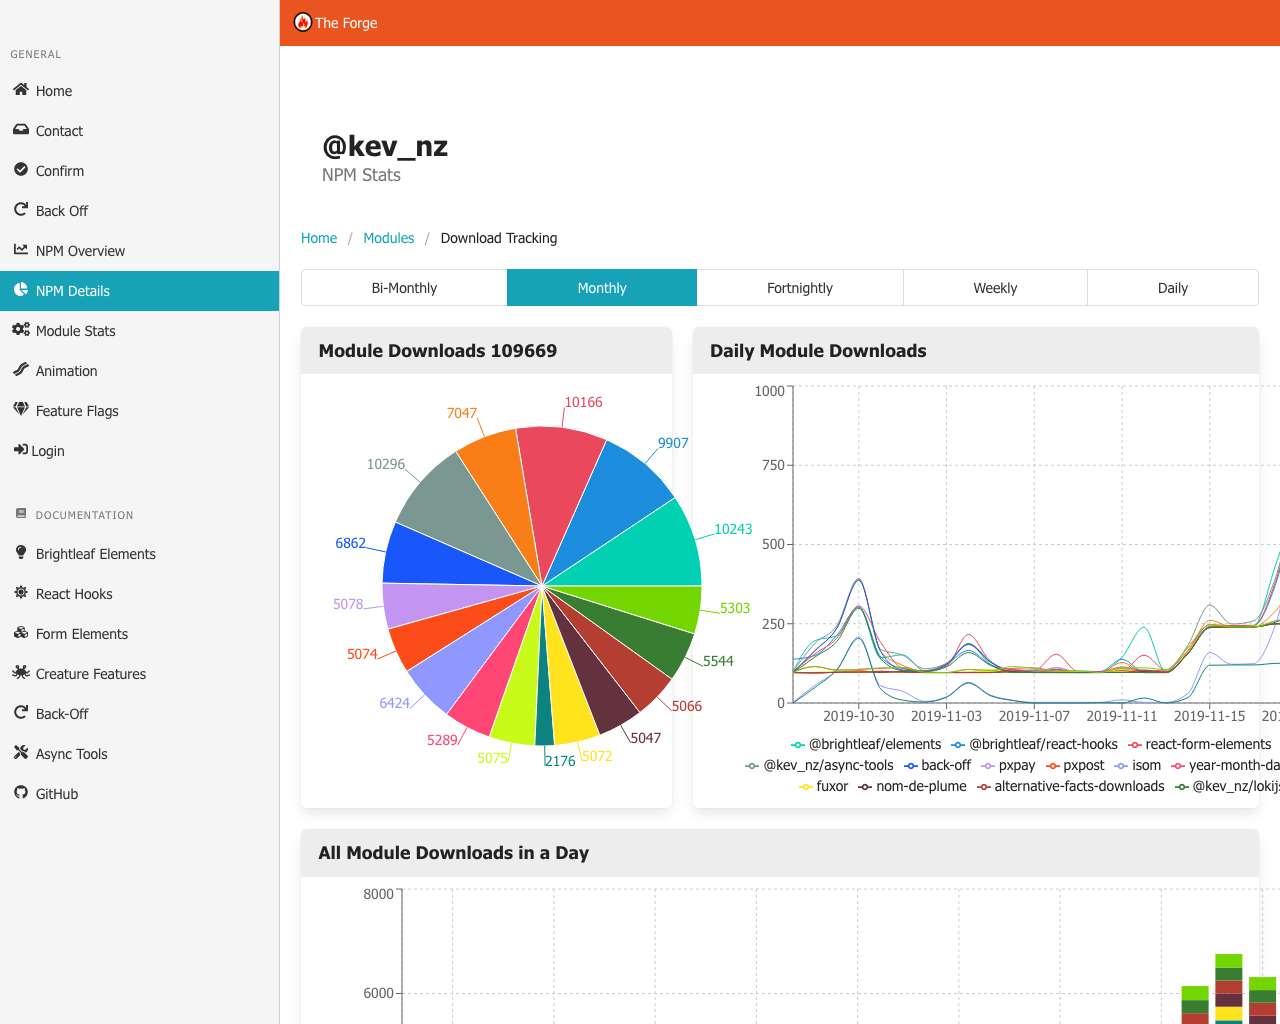 The Forge
GENERAL
Home
Contact
Confirm
Back Off
NPM Overview
NPM Details
Module Stats
Animation
Feature Flags
Login
DOCUMENTATION
Brightleaf Elements
React Hooks
Form Elements
Creature Features
Back-Off
Async Tools
GitHub
@kev_nz
NPM Stats
Home / Modules / Download Tracking
Bi-Monthly Monthly Fortnightly Weekly Daily
Module Downloads 109669
10166
7047
9907
10296
10243
6862
5078
5303
5074
5544
6424
5066
5289
5047
5075
2176
5072
Daily Module Downloads
1000
750
500
250
0
2019-10-30 2019-11-03 2019-11-07 2019-11-11 2019-11-15 201
@brightleaf/elements @brightleaf/react-hooks react-form-elements
@kev_nz/async-tools back-off pxpay pxpost isom year-month-da
fuxor nom-de-plume alternative-facts-downloads @kev_nz/lokijs
All Module Downloads in a Day
8000
6000